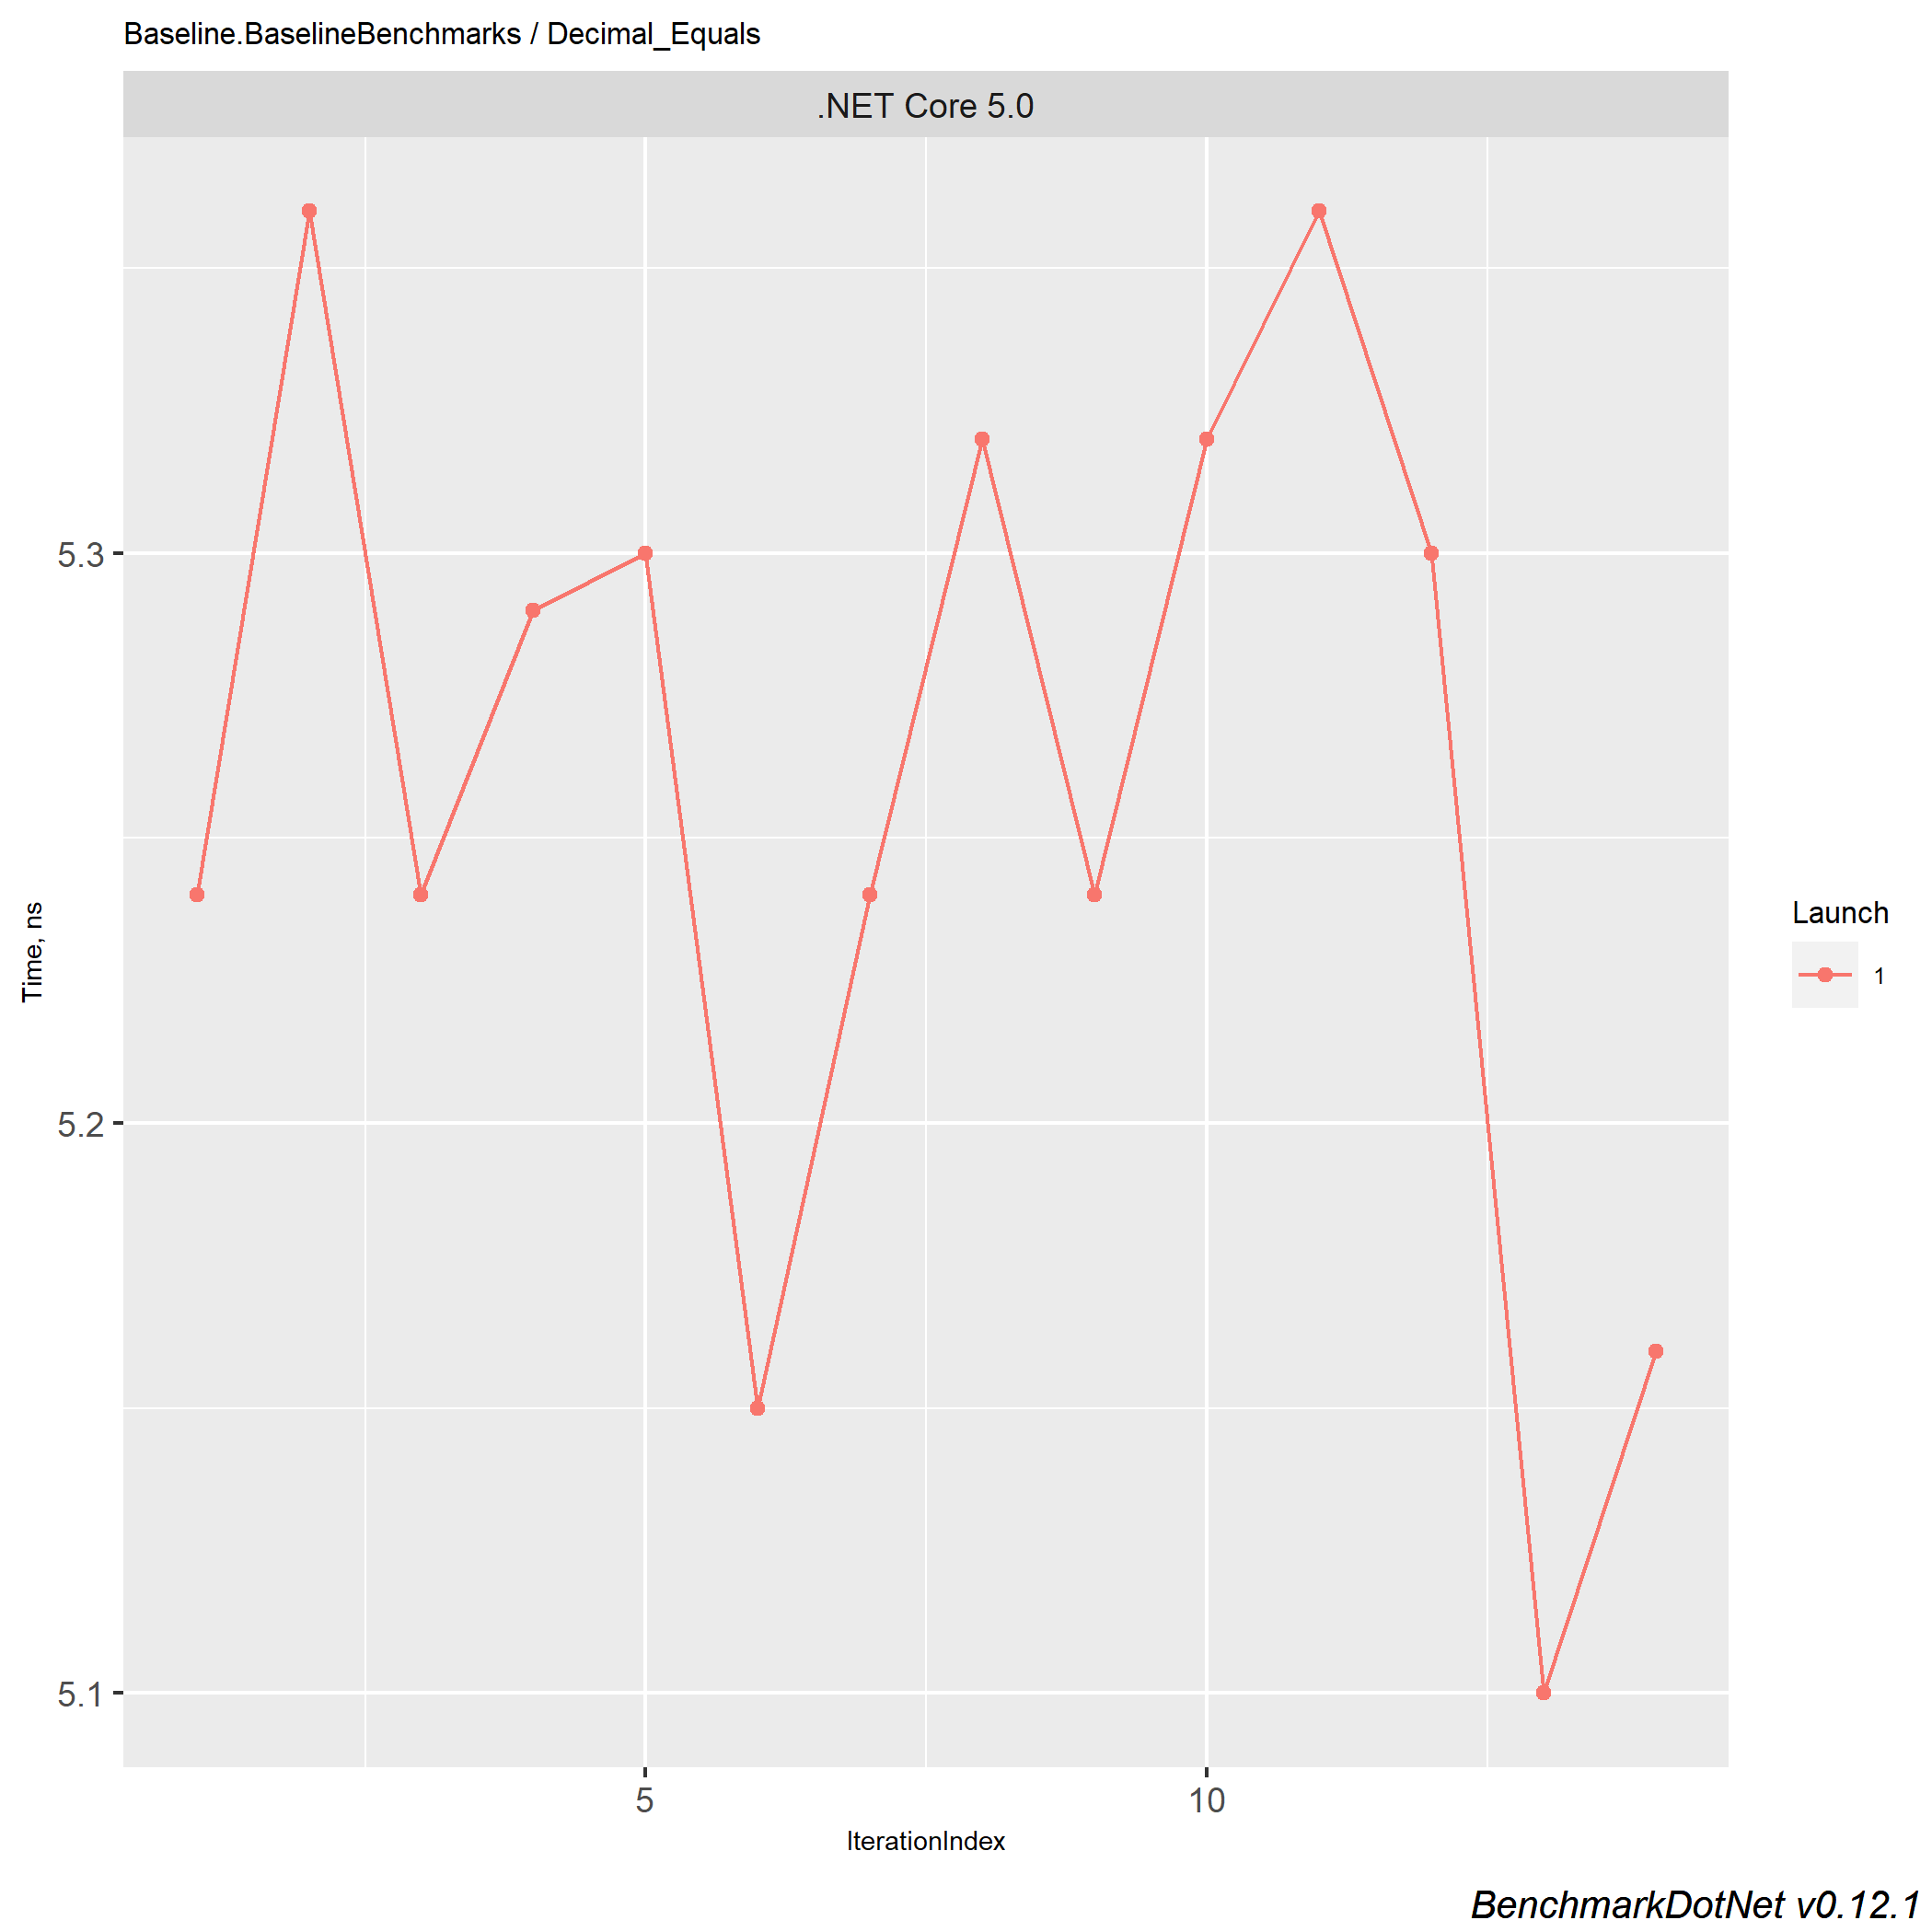 Baseline.BaselineBenchmarks / Decimal_Equals
.NET Core 5.0
5.3
5.2
5.1
Time, ns
5
10
IterationIndex
Launch
1
BenchmarkDotNet v0.12.1